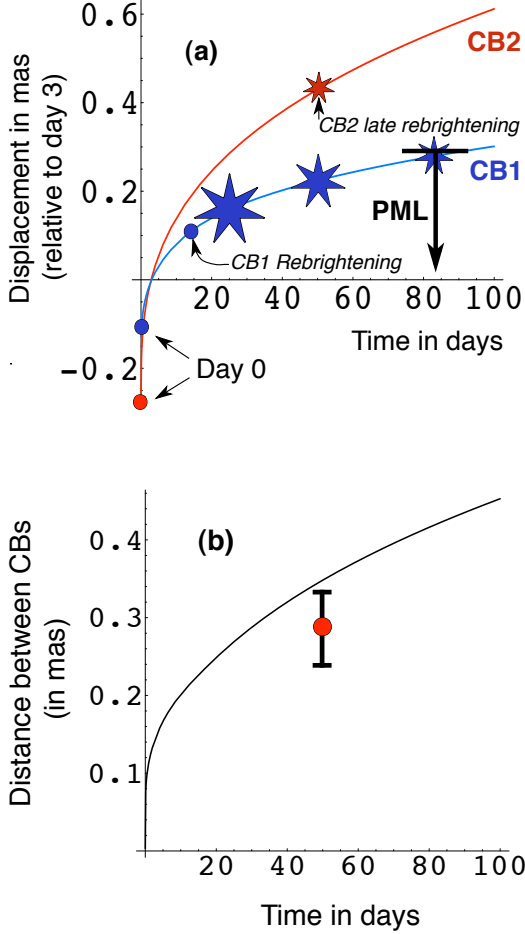 0.6
(a)
CB2
0.4
CB2 late rebrightening
CB1
0.2
PML
CB1 Rebrightening
20 40 60 80 100
Time in days
Day 0
-0.2
Displacement in mas
(relative to day 3)
(b)
0.4
0.3
0.2
0.1
20 40 60 80 100
Time in days
Distance between CBs
(in mas)